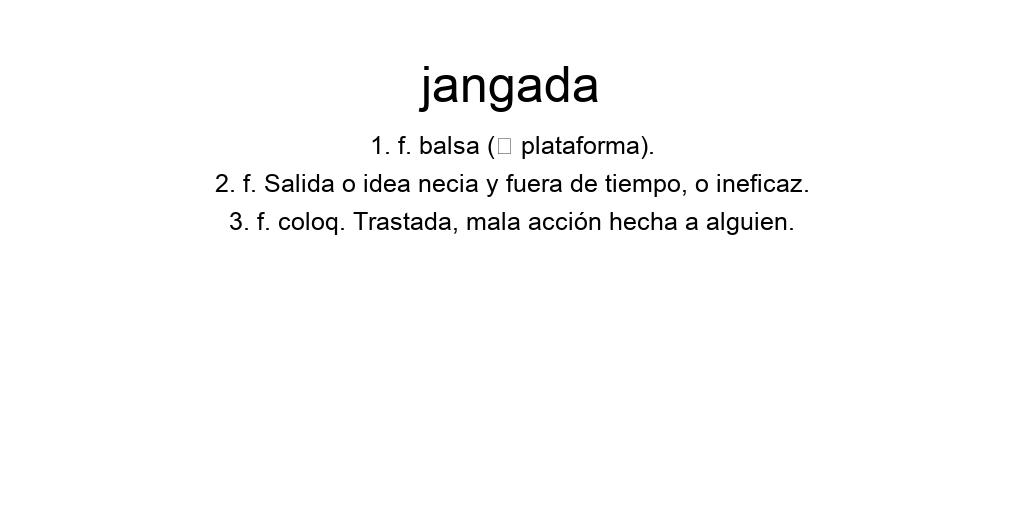 jangada
1. f. balsa (▯ plataforma).
2. f. Salida o idea necia y fuera de tiempo, o ineficaz.
3. f. coloq. Trastada, mala acción hecha a alguien.